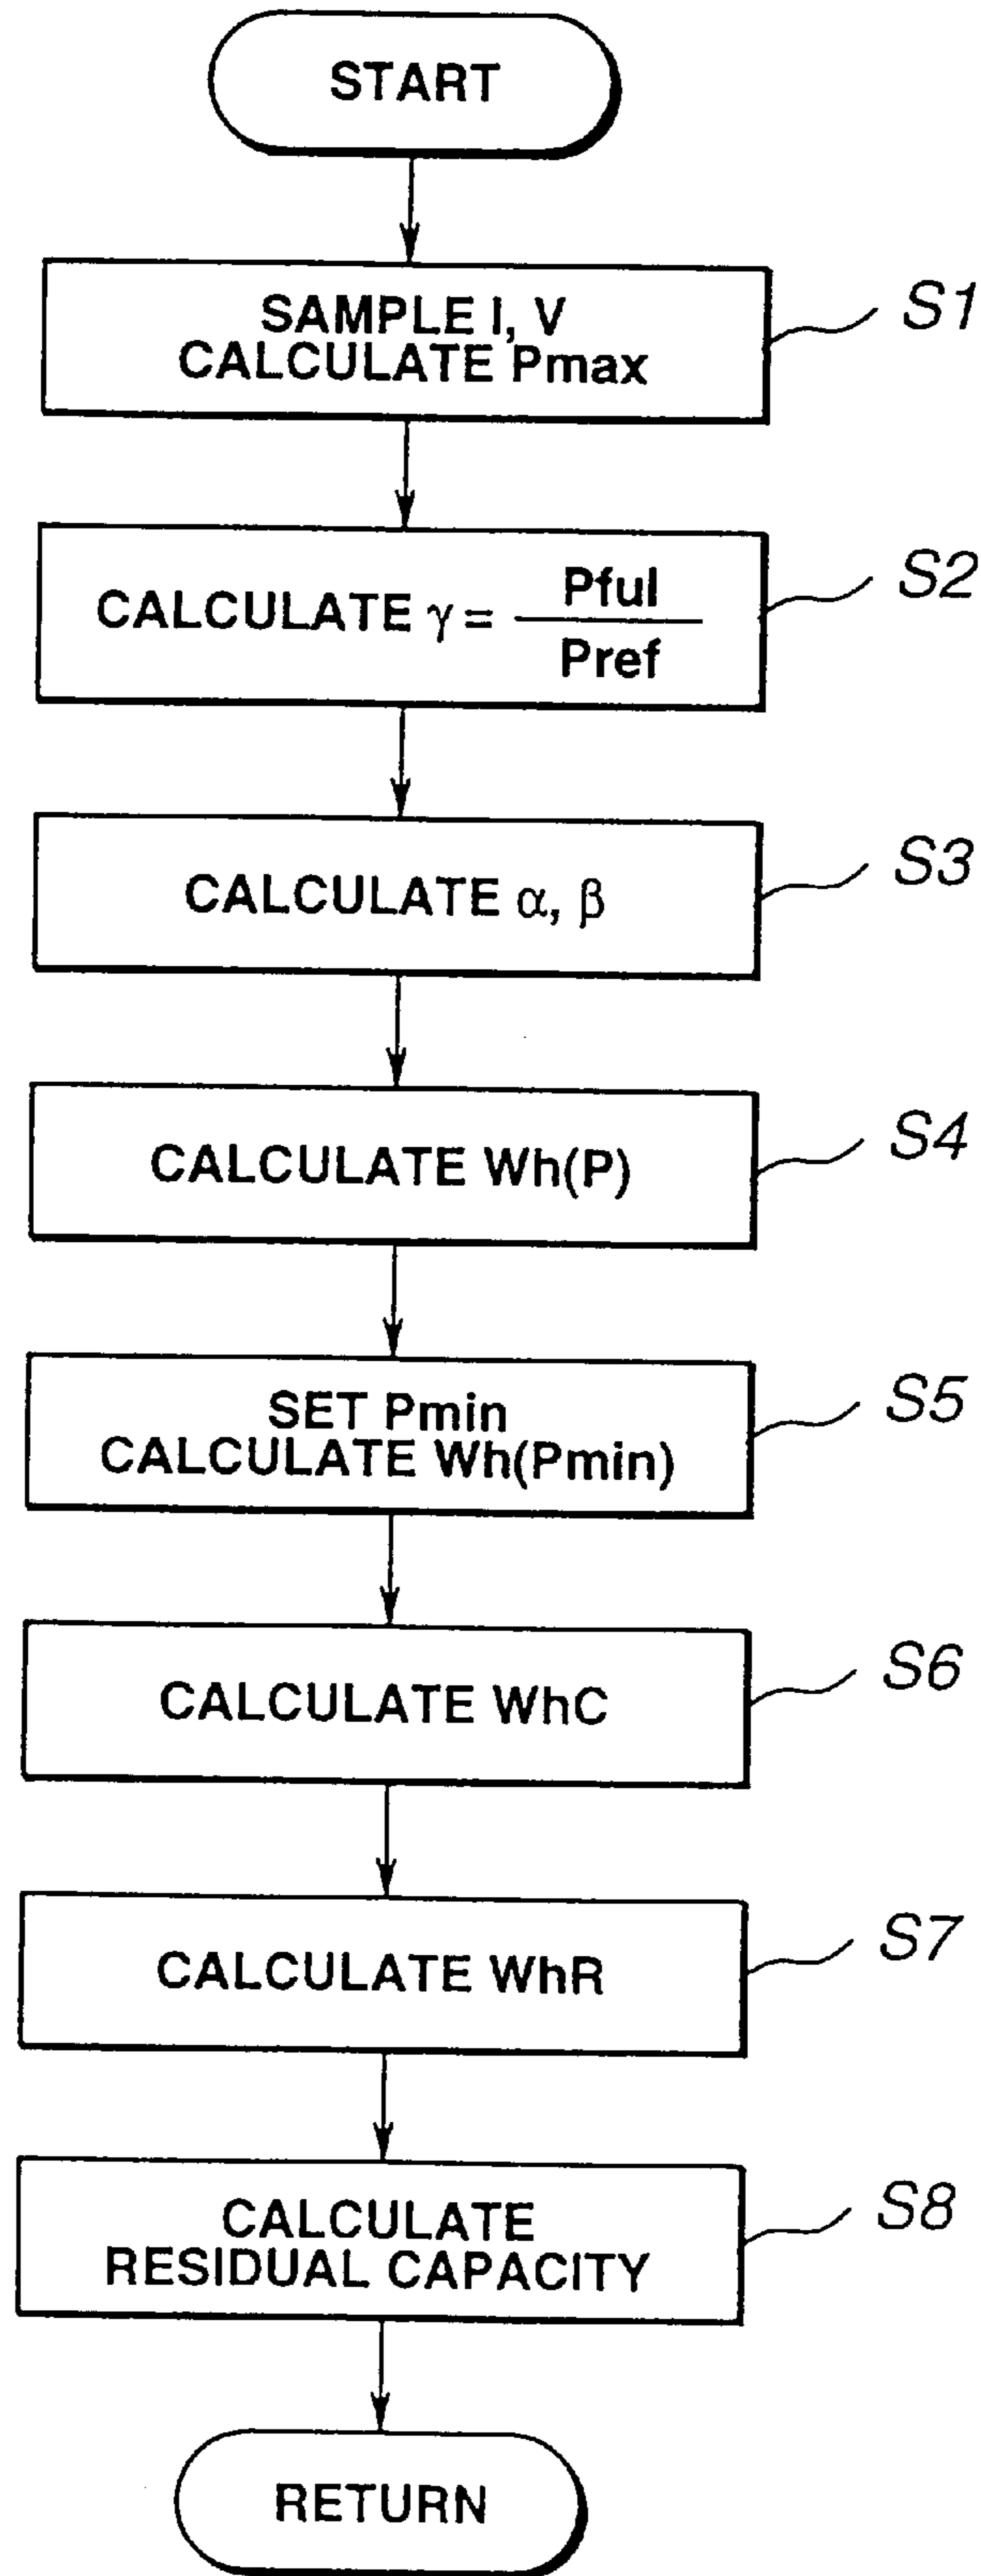 START
SAMPLE I, V
CALCULATE Pmax
S1
CALCULATE γ = Pful / Pref
S2
CALCULATE α, β
S3
CALCULATE Wh(P)
S4
SET Pmin
CALCULATE Wh(Pmin)
S5
CALCULATE WhC
S6
CALCULATE WhR
S7
CALCULATE
RESIDUAL CAPACITY
S8
RETURN